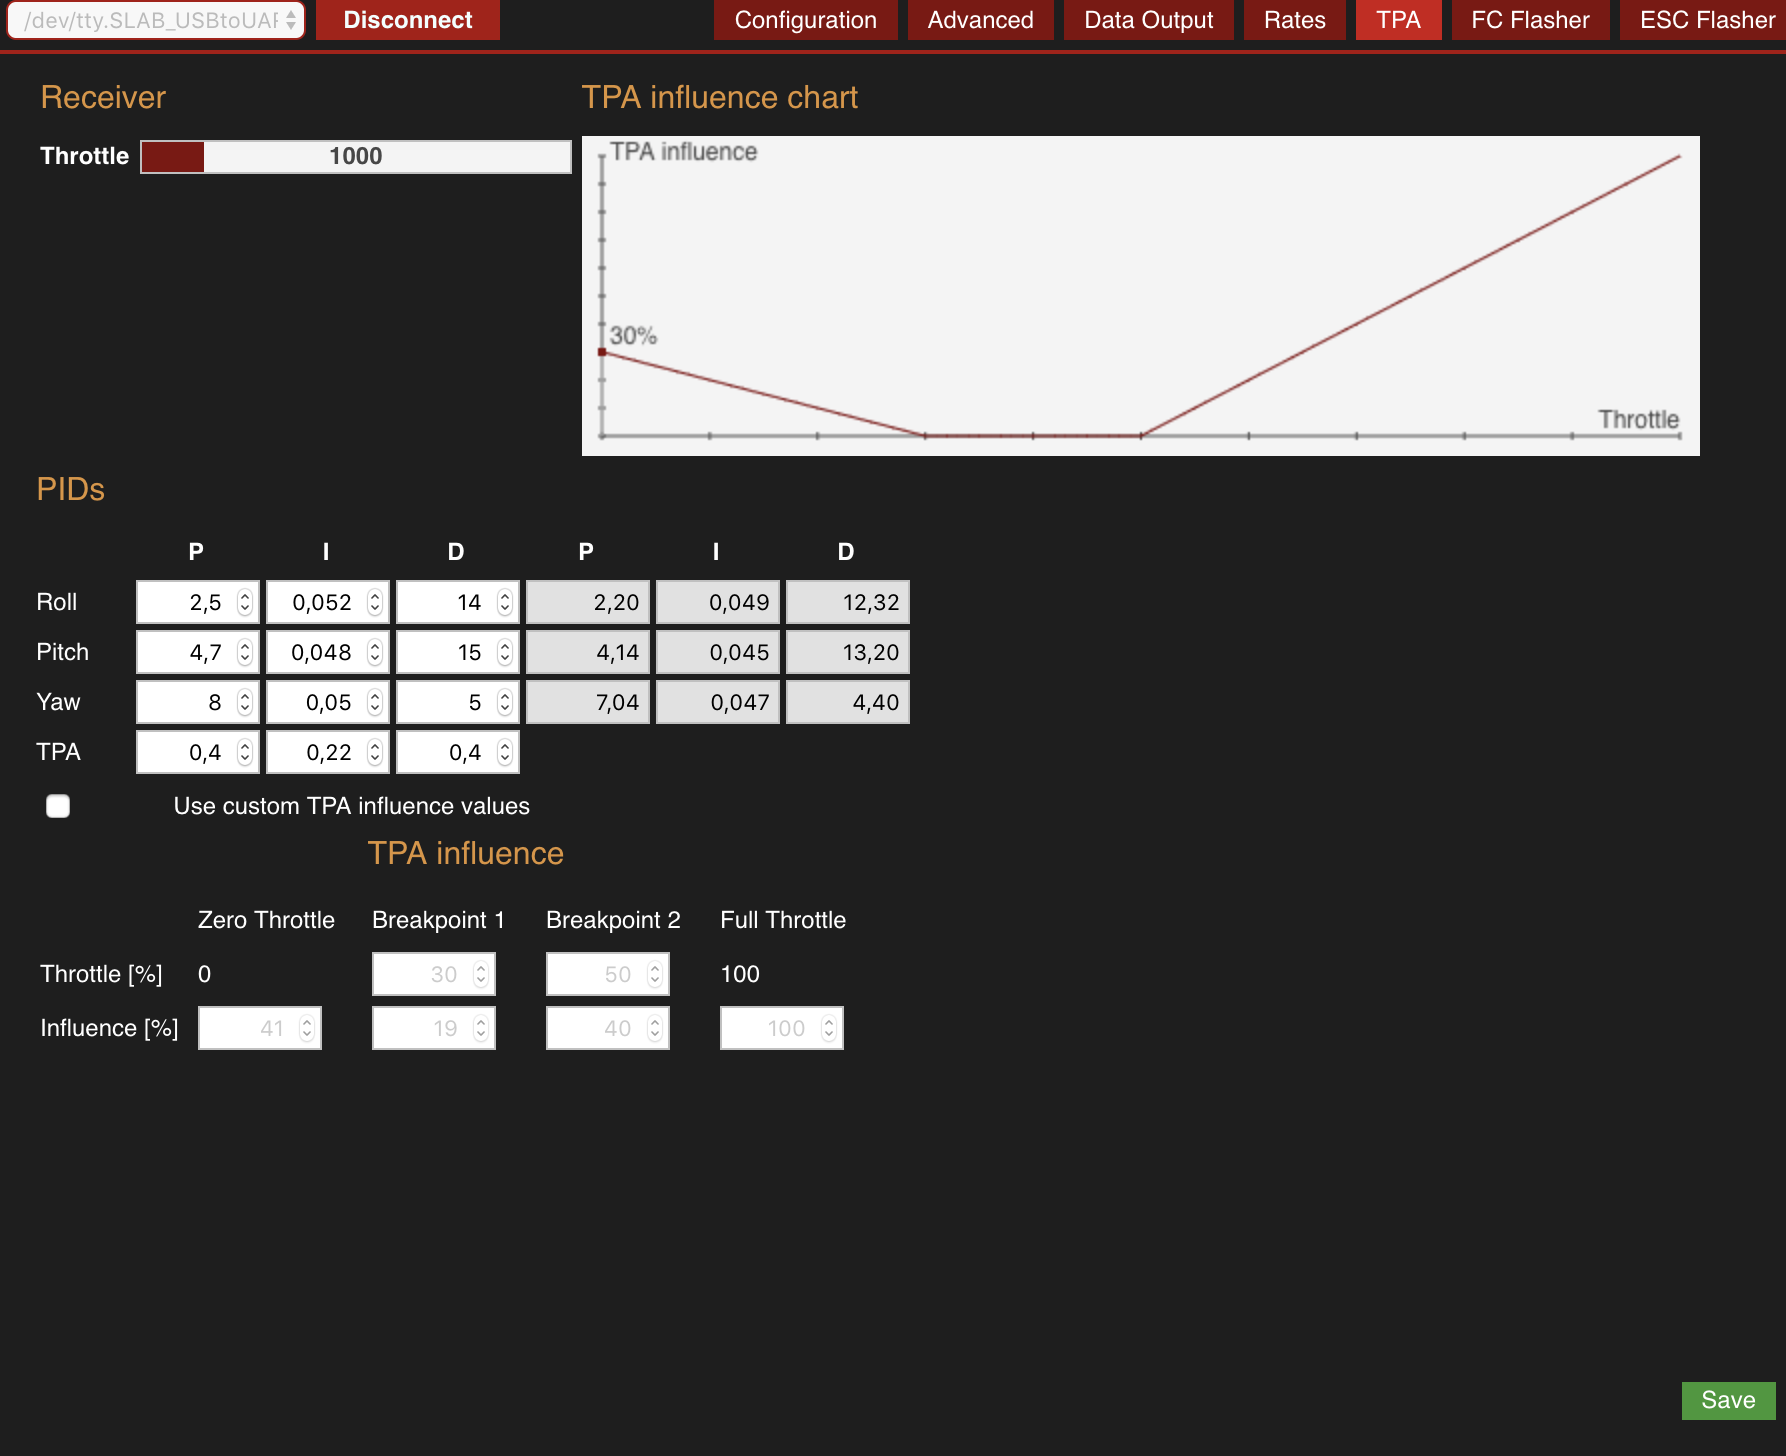 /dev/tty.SLAB_USBtoUAR Disconnect Configuration Advanced Data Output Rates TPA FC Flasher ESC Flasher
Receiver
Throttle 1000
TPA influence chart
TPA influence
30%
Throttle
PIDs
P I D P I D
Roll 2,5 0,052 14 2,20 0,049 12,32
Pitch 4,7 0,048 15 4,14 0,045 13,20
Yaw 8 0,05 5 7,04 0,047 4,40
TPA 0,4 0,22 0,4
Use custom TPA influence values
TPA influence
Zero Throttle Breakpoint 1 Breakpoint 2 Full Throttle
Throttle [%] 0 30 50 100
Influence [%] 41 19 40 100
Save